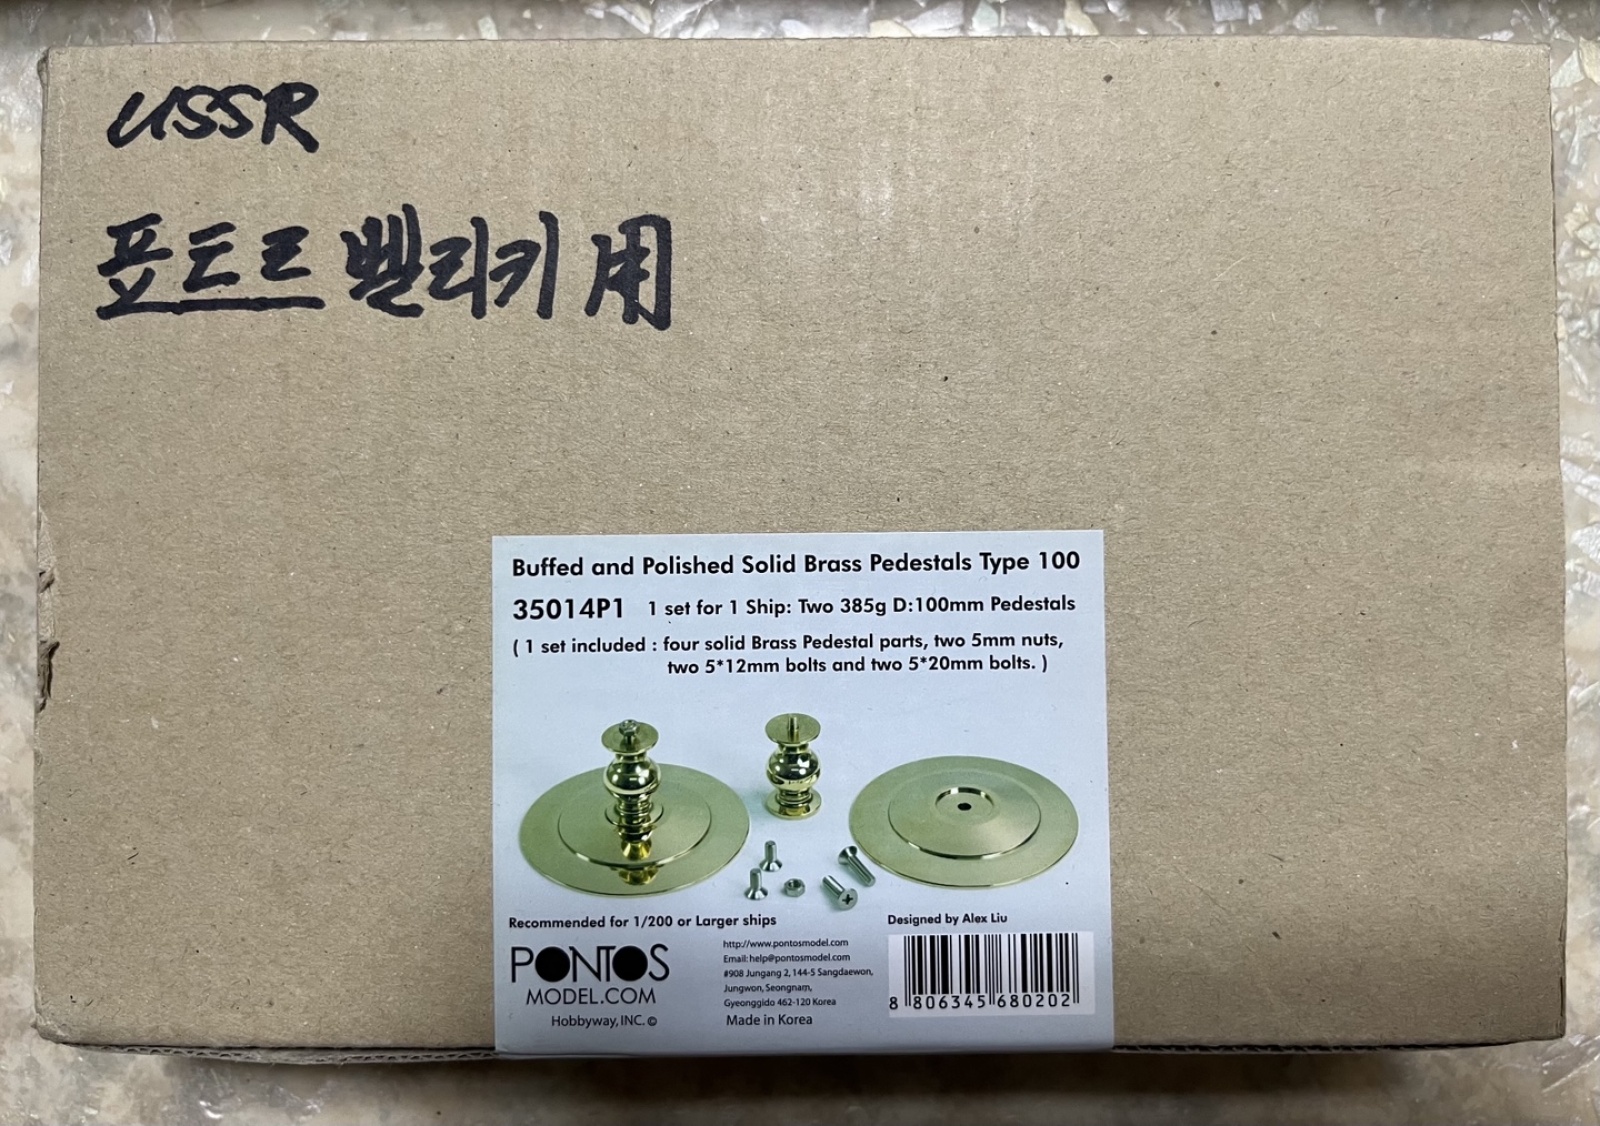 USSR
표트르 벨리키 用
Buffed and Polished Solid Brass Pedestals Type 100
35014P1 1 set for 1 Ship: Two 385g D:100mm Pedestals
( 1 set included : four solid Brass Pedestal parts, two 5mm nuts,
two 5*12mm bolts and two 5*20mm bolts. )
Recommended for 1/200 or Larger ships
Designed by Alex Liu
PONTOS
MODEL.COM
Hobbyway, INC. ©
http://www.pontosmodel.com
Email: help@pontosmodel.com
#908 Jungang 2, 144-5 Sangdaewon,
Jungwon, Seongnam,
Gyeonggido 462-120 Korea
Made in Korea
8 806345 680202